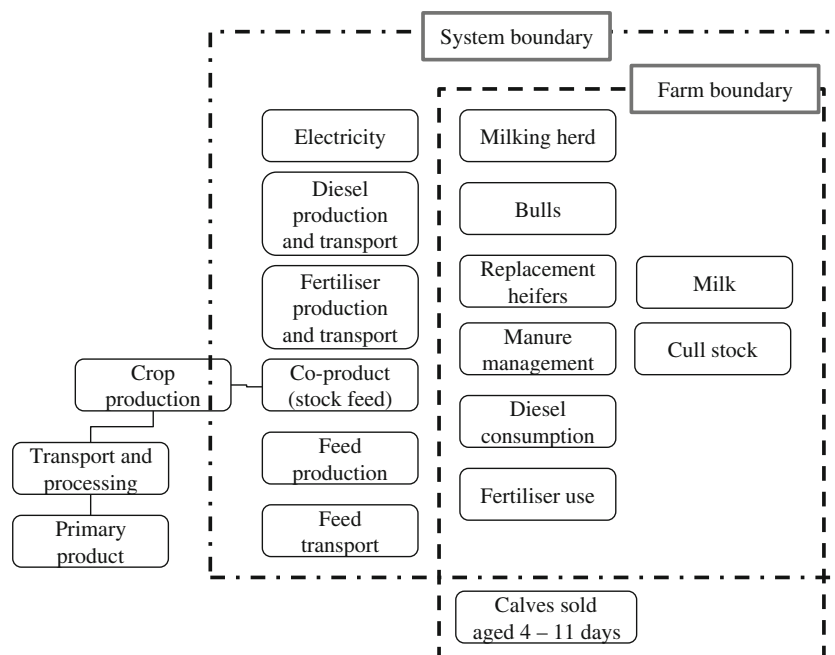 System boundary
Farm boundary
Electricity
Diesel
production
and transport
Fertiliser
production
and transport
Crop
production
Co-product
(stock feed)
Transport and
processing
Primary
product
Feed
production
Feed
transport
Milking herd
Bulls
Replacement
heifers
Manure
management
Diesel
consumption
Fertiliser use
Milk
Cull stock
Calves sold
aged 4 – 11 days